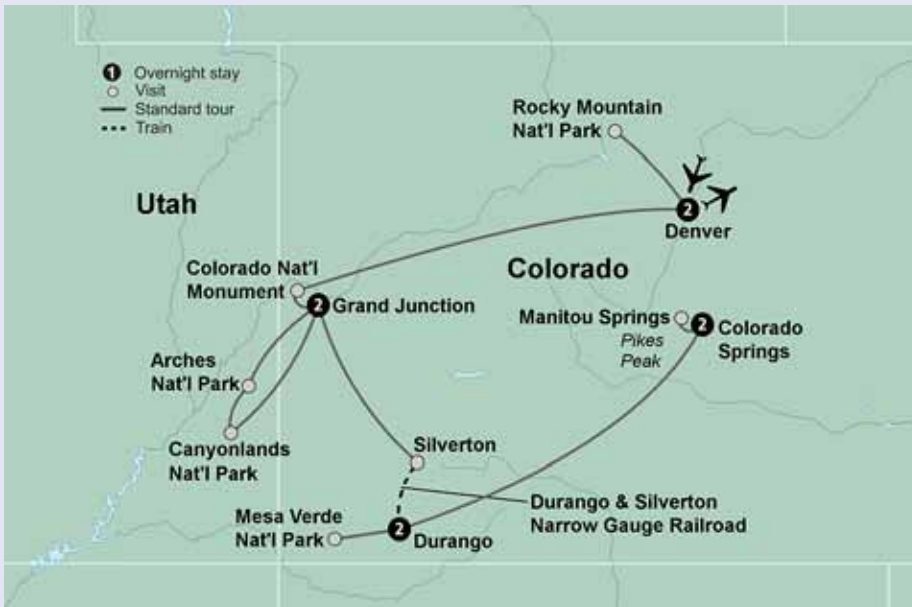 1 Overnight stay
Visit
Standard tour
Train
Rocky Mountain
Nat'l Park
Utah
2
Denver
Colorado Nat'l
Monument
Colorado
2 Grand Junction
Manitou Springs
Pikes
Peak
2 Colorado
Springs
Arches
Nat'l Park
Canyonlands
Nat'l Park
Silverton
Durango & Silverton
Narrow Gauge Railroad
Mesa Verde
Nat'l Park
2 Durango